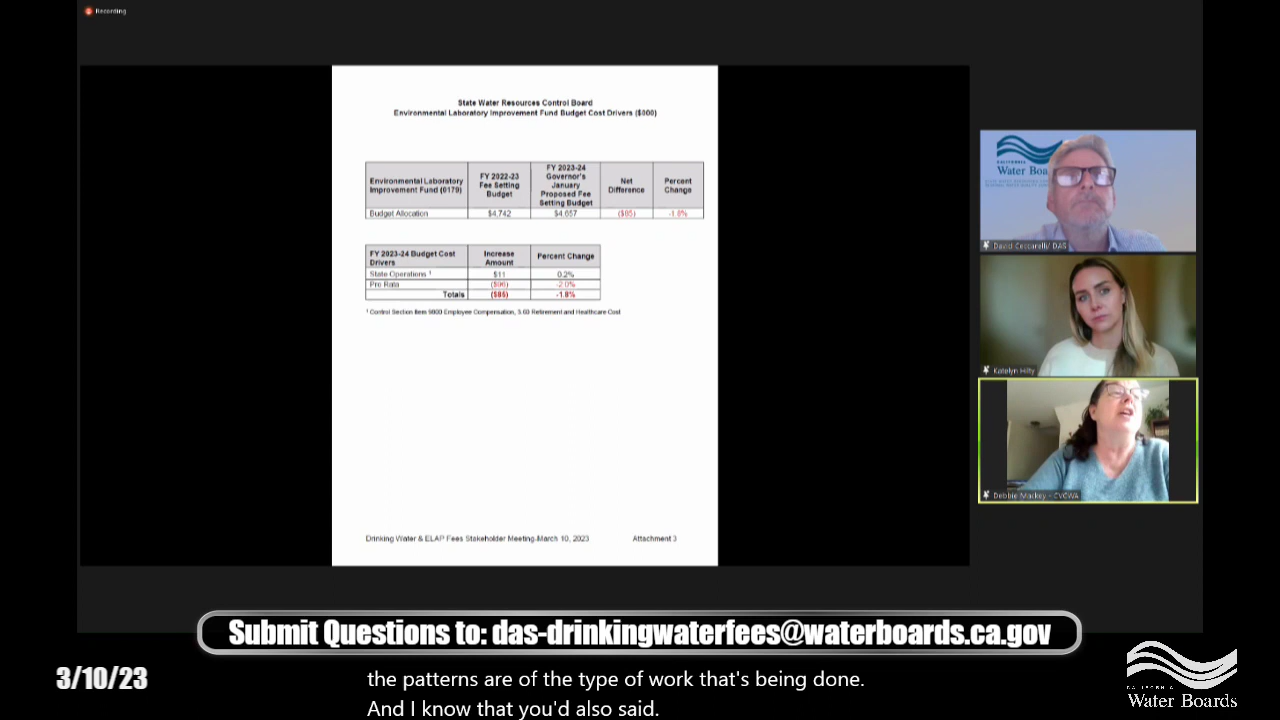 Recording
State Water Resources Control Board
Environmental Laboratory Improvement Fund Budget Cost Drivers ($000)
Environmental Laboratory Improvement Fund (0179)
FY 2022-23 Fee Setting Budget
FY 2023-24 Governor's January Proposed Fee Setting Budget
Net Difference
Percent Change
Budget Allocation $4,742 $4,657 ($85) -1.8%
FY 2023-24 Budget Cost Drivers
Increase Amount
Percent Change
State Operations ¹ $11 0.2%
Pro Rata ($96) -2.0%
Totals ($85) -1.8%
¹ Control Section Item 9800 Employee Compensation, 3.60 Retirement and Healthcare Cost
Drinking Water & ELAP Fees Stakeholder Meeting-March 10, 2023 Attachment 3
CALIFORNIA
Water Boa
David Ceccarelli/ DAS
Katelyn Hilly
Debbie Mackey - CVCWA
Submit Questions to: das-drinkingwaterfees@waterboards.ca.gov
3/10/23
the patterns are of the type of work that's being done.
And I know that you'd also said.
CALIFORNIA
Water Boards